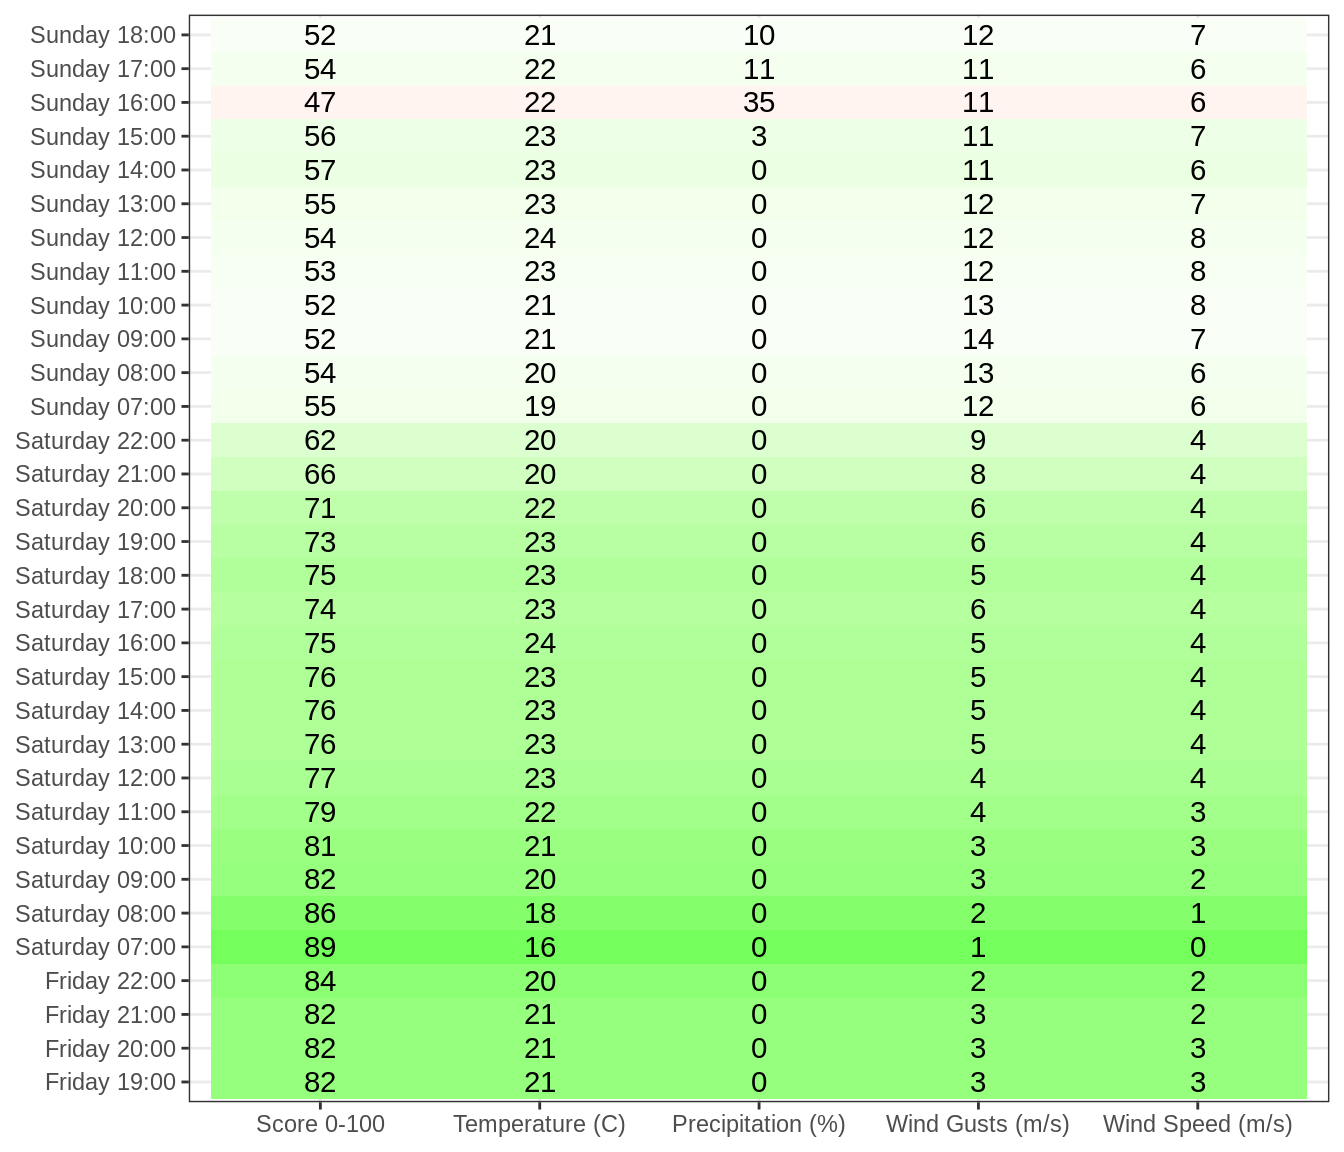 Sunday 18:00 52 21 10 12 7
Sunday 17:00 54 22 11 11 6
Sunday 16:00 47 22 35 11 6
Sunday 15:00 56 23 3 11 7
Sunday 14:00 57 23 0 11 6
Sunday 13:00 55 23 0 12 7
Sunday 12:00 54 24 0 12 8
Sunday 11:00 53 23 0 12 8
Sunday 10:00 52 21 0 13 8
Sunday 09:00 52 21 0 14 7
Sunday 08:00 54 20 0 13 6
Sunday 07:00 55 19 0 12 6
Saturday 22:00 62 20 0 9 4
Saturday 21:00 66 20 0 8 4
Saturday 20:00 71 22 0 6 4
Saturday 19:00 73 23 0 6 4
Saturday 18:00 75 23 0 5 4
Saturday 17:00 74 23 0 6 4
Saturday 16:00 75 24 0 5 4
Saturday 15:00 76 23 0 5 4
Saturday 14:00 76 23 0 5 4
Saturday 13:00 76 23 0 5 4
Saturday 12:00 77 23 0 4 4
Saturday 11:00 79 22 0 4 3
Saturday 10:00 81 21 0 3 3
Saturday 09:00 82 20 0 3 2
Saturday 08:00 86 18 0 2 1
Saturday 07:00 89 16 0 1 0
Friday 22:00 84 20 0 2 2
Friday 21:00 82 21 0 3 2
Friday 20:00 82 21 0 3 3
Friday 19:00 82 21 0 3 3
Score 0-100 Temperature (C) Precipitation (%) Wind Gusts (m/s) Wind Speed (m/s)